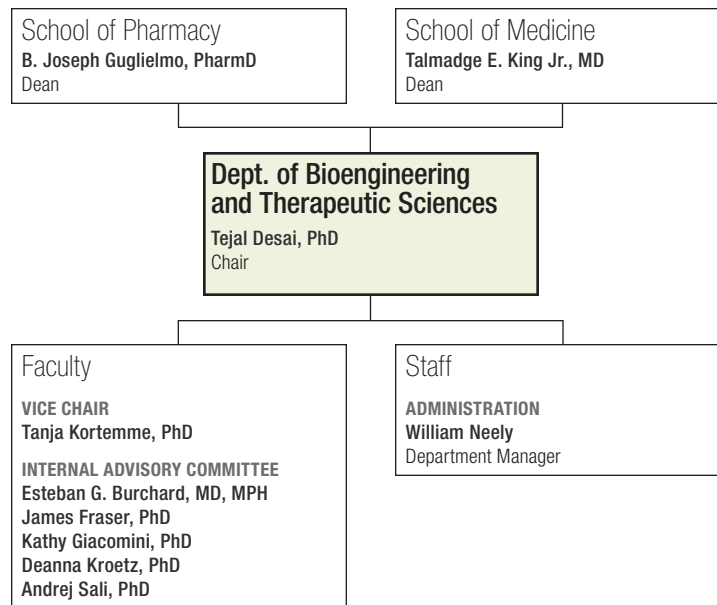 School of Pharmacy
B. Joseph Guglielmo, PharmD
Dean
School of Medicine
Talmadge E. King Jr., MD
Dean
Dept. of Bioengineering
and Therapeutic Sciences
Tejal Desai, PhD
Chair
Faculty
VICE CHAIR
Tanja Kortemme, PhD
INTERNAL ADVISORY COMMITTEE
Esteban G. Burchard, MD, MPH
James Fraser, PhD
Kathy Giacomini, PhD
Deanna Kroetz, PhD
Andrej Sali, PhD
Staff
ADMINISTRATION
William Neely
Department Manager